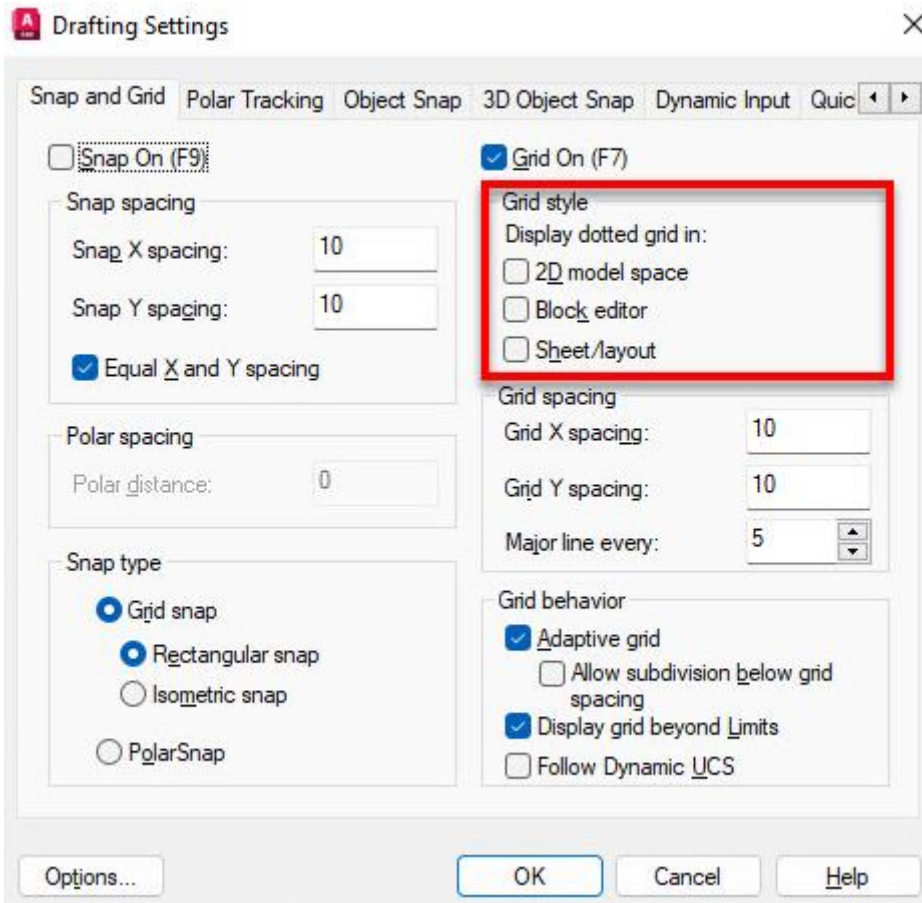 Drafting Settings
Snap and Grid Polar Tracking Object Snap 3D Object Snap Dynamic Input Quic
Snap On (F9)
Snap spacing
Snap X spacing: 10
Snap Y spacing: 10
Equal X and Y spacing
Polar spacing
Polar distance: 0
Snap type
Grid snap
Rectangular snap
Isometric snap
PolarSnap
Grid On (F7)
Grid style
Display dotted grid in:
2D model space
Block editor
Sheet/layout
Grid spacing
Grid X spacing: 10
Grid Y spacing: 10
Major line every: 5
Grid behavior
Adaptive grid
Allow subdivision below grid
spacing
Display grid beyond Limits
Follow Dynamic UCS
Options... OK Cancel Help